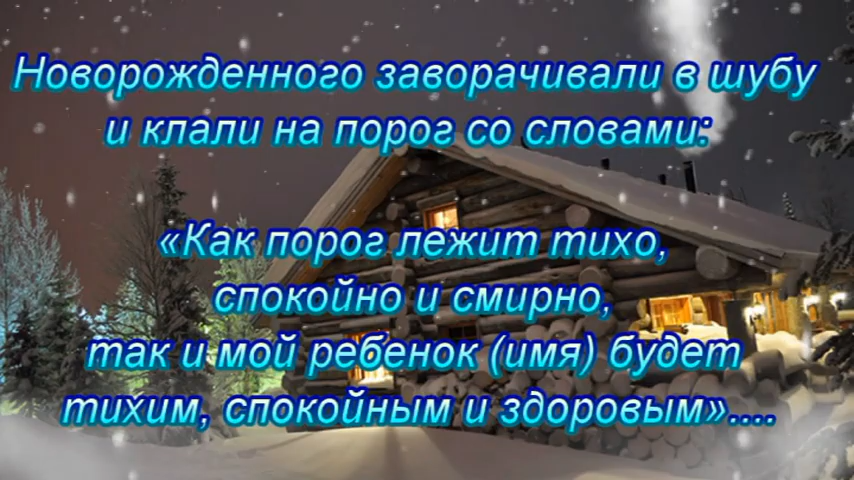 Новорожденного заворачивали в шубу
и клали на порог со словами:
«Как порог лежит тихо,
спокойно и смирно,
так и мой ребенок (имя) будет
тихим, спокойным и здоровым»....